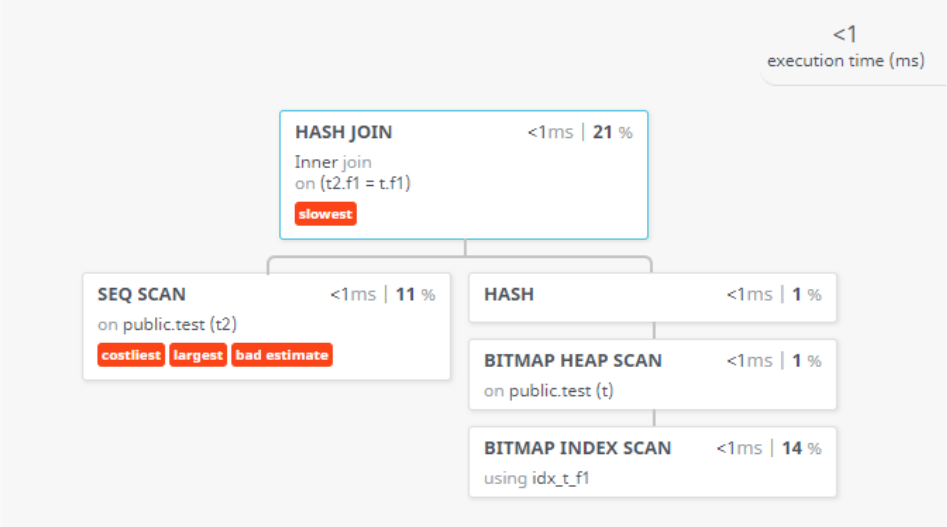 <1
execution time (ms)
HASH JOIN <1ms | 21 %
Inner join
on (t2.f1 = t.f1)
slowest
SEQ SCAN <1ms | 11 %
on public.test (t2)
costliest largest bad estimate
HASH <1ms | 1 %
BITMAP HEAP SCAN <1ms | 1 %
on public.test (t)
BITMAP INDEX SCAN <1ms | 14 %
using idx_t_f1